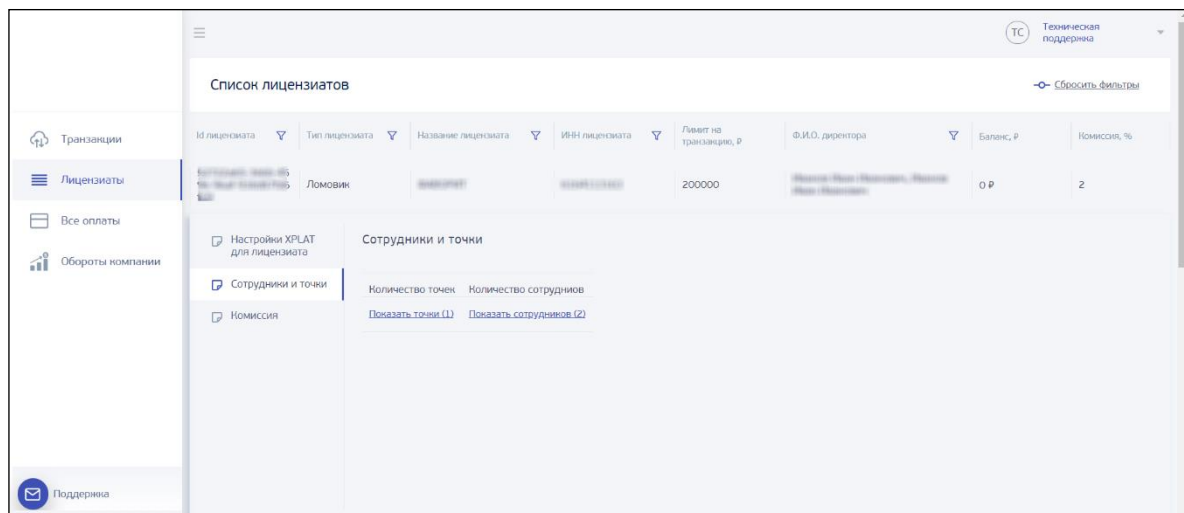 ТС
Техническая
поддержка
Список лицензиатов
Сбросить фильтры
Транзакции
Лицензиаты
Все оплаты
Обороты компании
Id лицензиата Тип лицензиата Название лицензиата ИНН лицензиата Лимит на транзакцию, ₽ Ф.И.О. директора Баланс, ₽ Комиссия, %
Ломовик 200000 0 ₽ 2
Настройки XPLAT
для лицензиата
Сотрудники и точки
Комиссия
Сотрудники и точки
Количество точек Количество сотрудниов
Показать точки (1) Показать сотрудников (2)
Поддержка